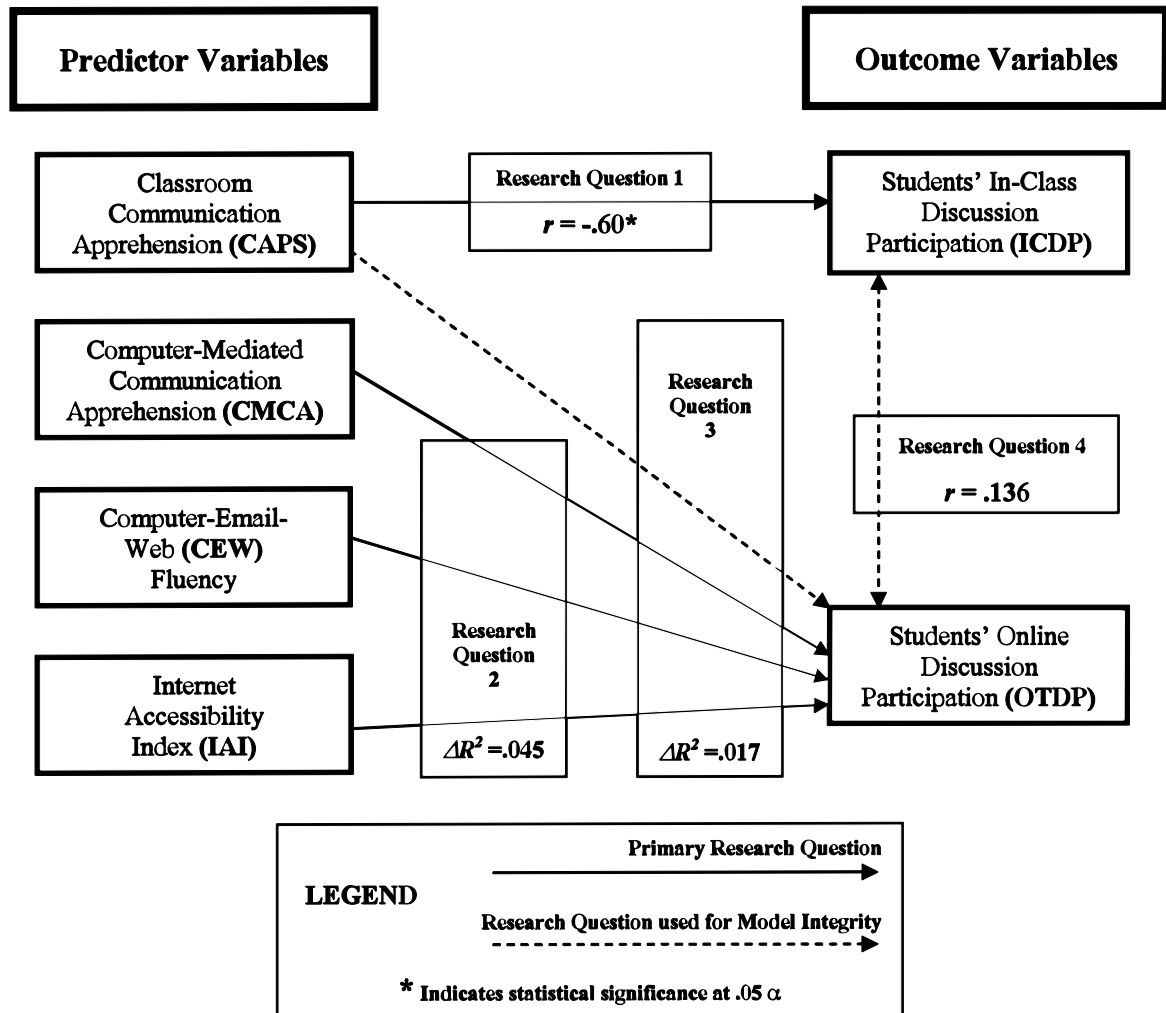 Predictor Variables
Outcome Variables
Classroom
Communication
Apprehension (CAPS)
Research Question 1
r = -.60*
Students' In-Class
Discussion
Participation (ICDP)
Computer-Mediated
Communication
Apprehension (CMCA)
Research
Question
3
Research Question 4
r = .136
Computer-Email-
Web (CEW)
Fluency
Research
Question
2
Students' Online
Discussion
Participation (OTDP)
Internet
Accessibility
Index (IAI)
ΔR² =.045
ΔR² =.017
LEGEND
Primary Research Question
Research Question used for Model Integrity
* Indicates statistical significance at .05 α